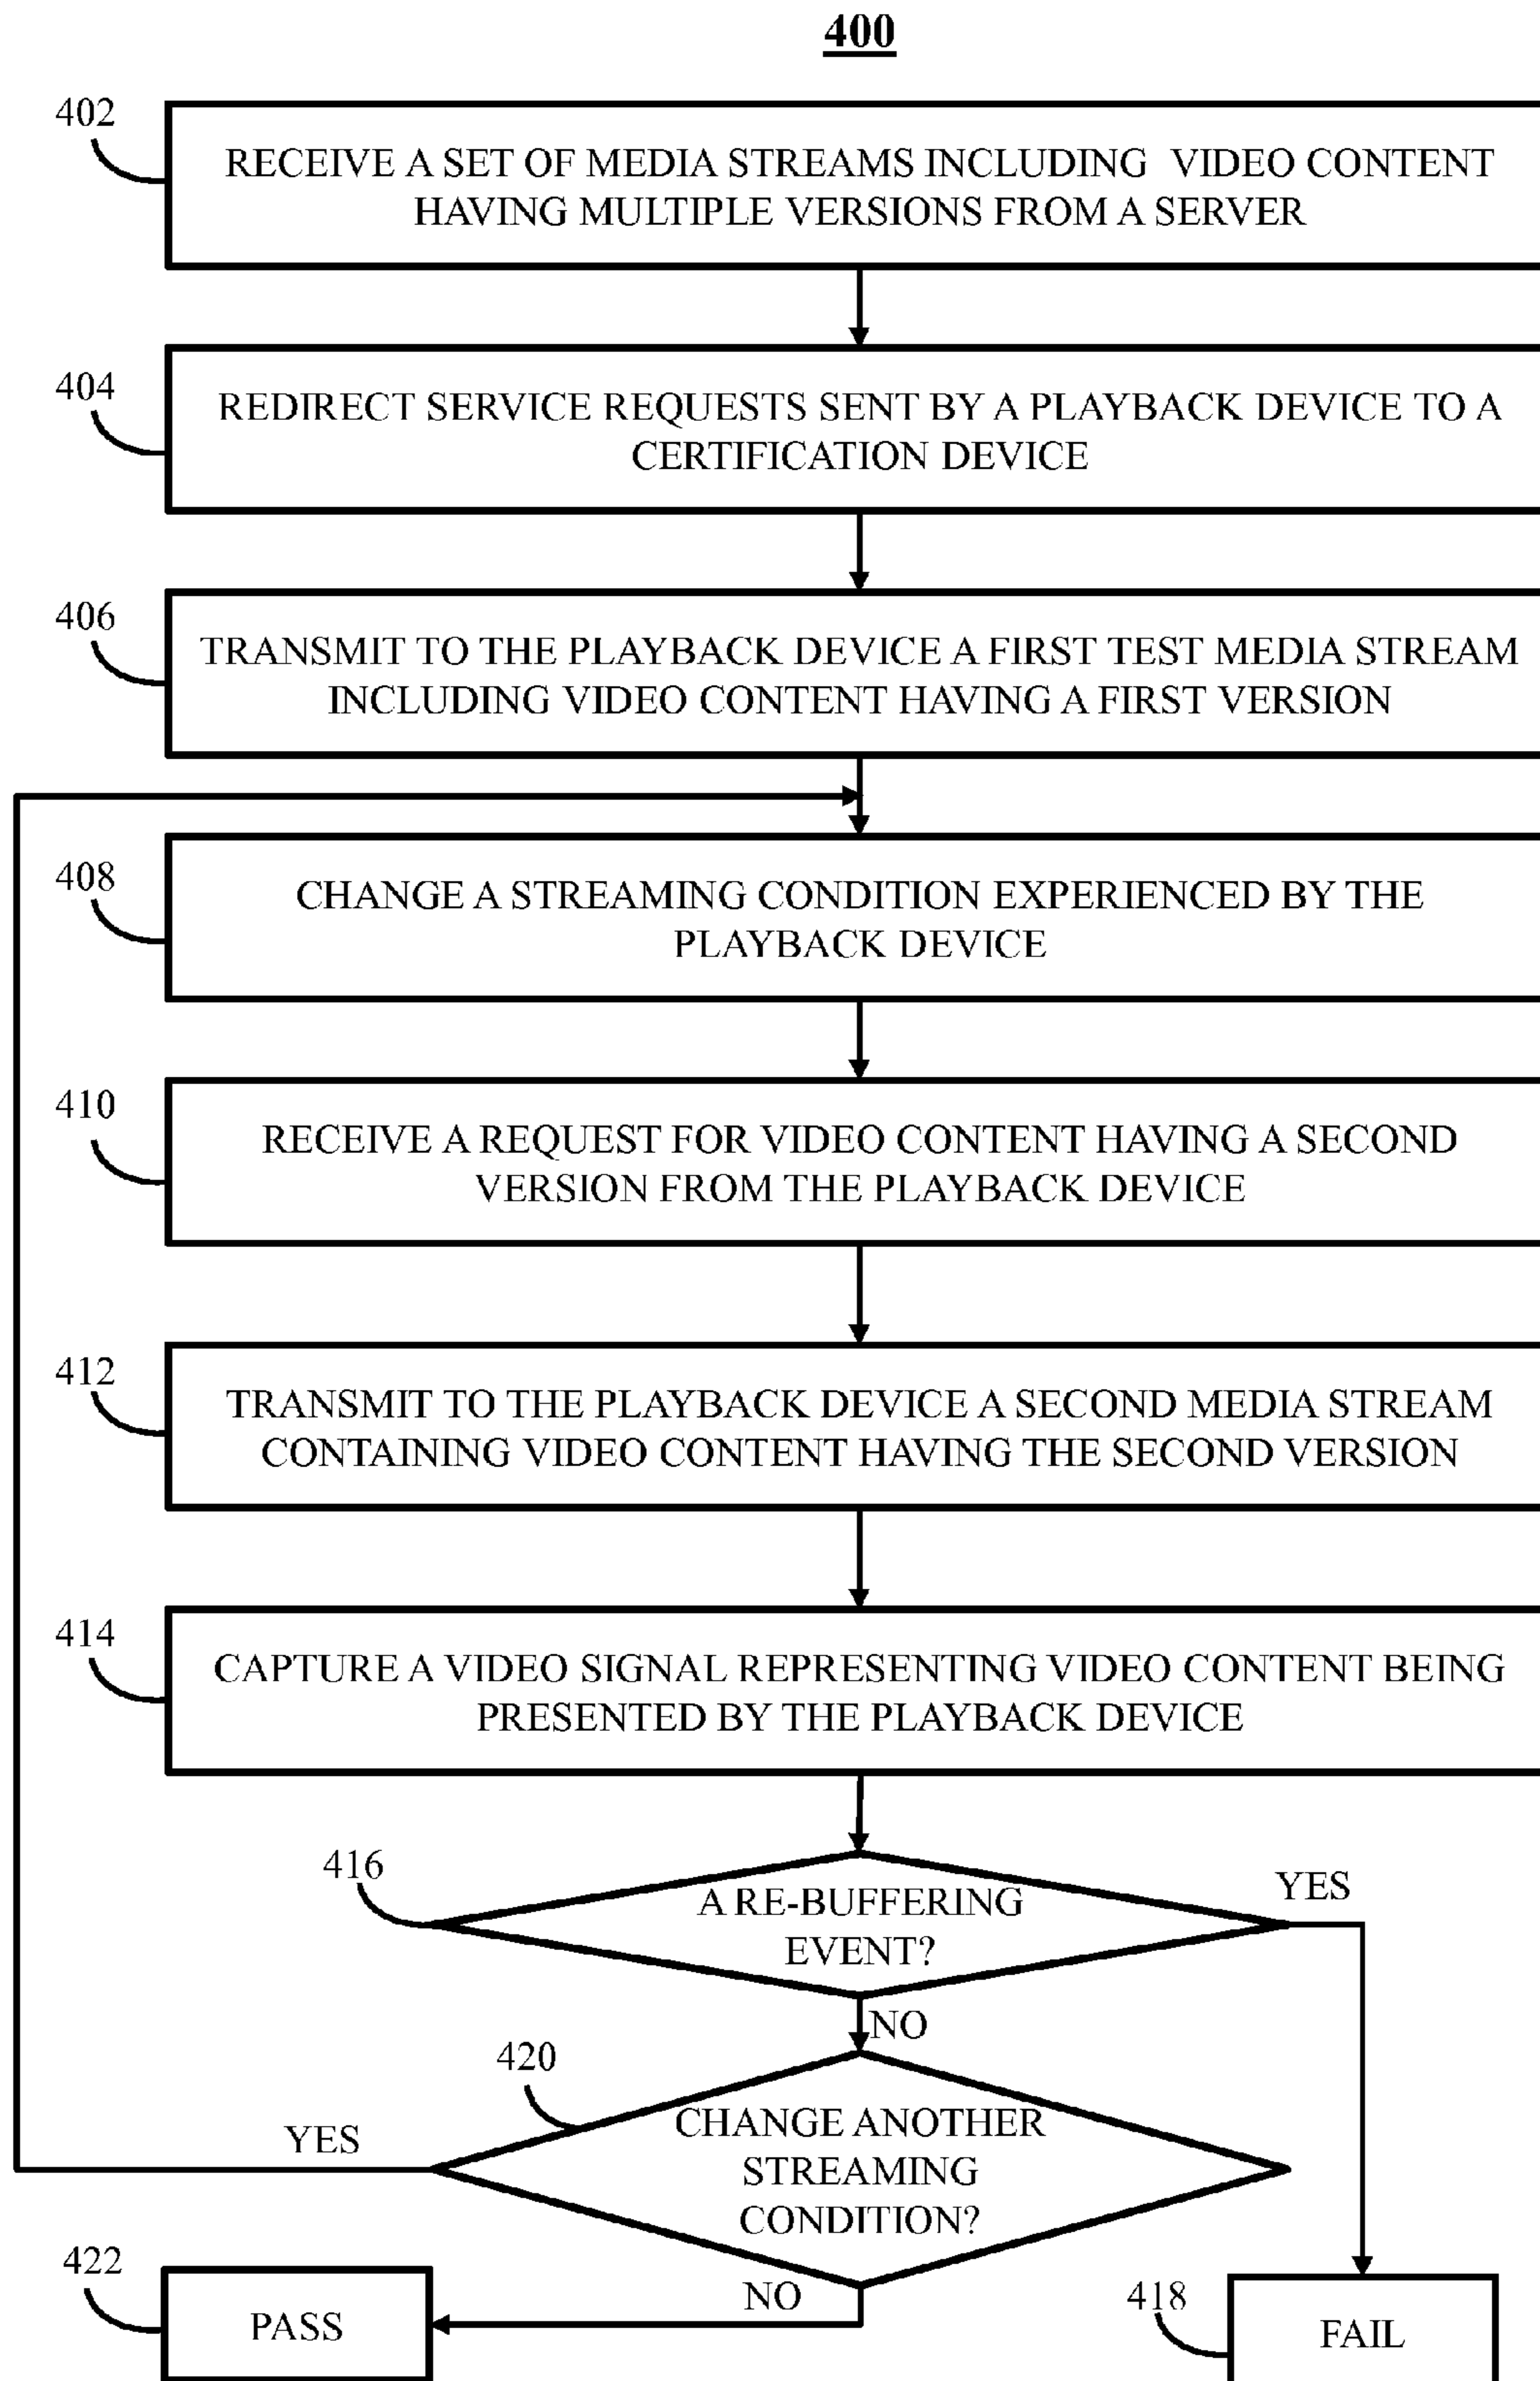 400
402
RECEIVE A SET OF MEDIA STREAMS INCLUDING VIDEO CONTENT
HAVING MULTIPLE VERSIONS FROM A SERVER
404
REDIRECT SERVICE REQUESTS SENT BY A PLAYBACK DEVICE TO A
CERTIFICATION DEVICE
406
TRANSMIT TO THE PLAYBACK DEVICE A FIRST TEST MEDIA STREAM
INCLUDING VIDEO CONTENT HAVING A FIRST VERSION
408
CHANGE A STREAMING CONDITION EXPERIENCED BY THE
PLAYBACK DEVICE
410
RECEIVE A REQUEST FOR VIDEO CONTENT HAVING A SECOND
VERSION FROM THE PLAYBACK DEVICE
412
TRANSMIT TO THE PLAYBACK DEVICE A SECOND MEDIA STREAM
CONTAINING VIDEO CONTENT HAVING THE SECOND VERSION
414
CAPTURE A VIDEO SIGNAL REPRESENTING VIDEO CONTENT BEING
PRESENTED BY THE PLAYBACK DEVICE
416
A RE-BUFFERING
EVENT?
YES
NO
420
CHANGE ANOTHER
STREAMING
CONDITION?
YES
NO
422
PASS
418
FAIL